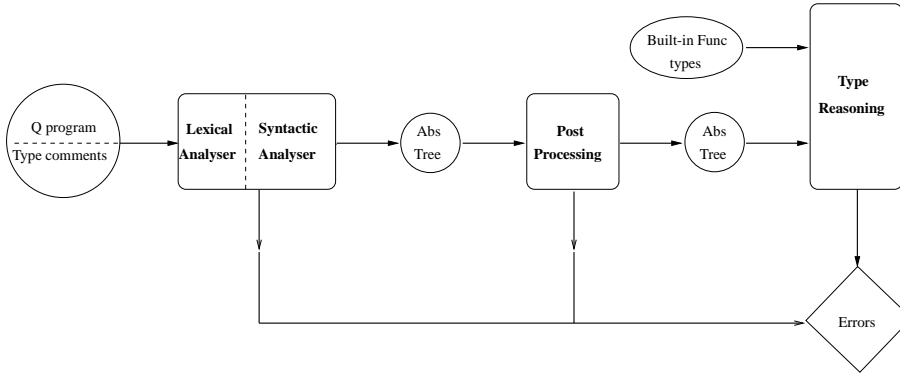 Built-in Func
types
Type
Reasoning
Q program
Type comments
Lexical
Analyser
Syntactic
Analyser
Abs
Tree
Post
Processing
Abs
Tree
Errors